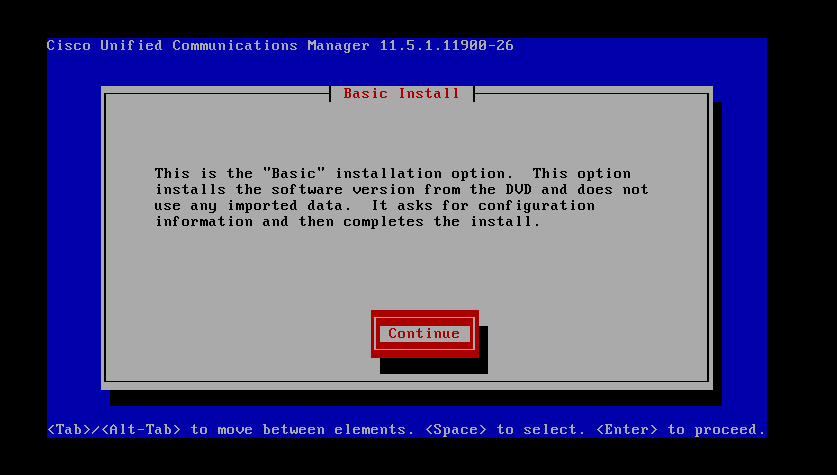 Cisco Unified Communications Manager 11.5.1.11900-26
Basic Install
This is the "Basic" installation option.  This option
installs the software version from the DVD and does not
use any imported data.  It asks for configuration
information and then completes the install.
Continue
<Tab>/<Alt-Tab> to move between elements. <Space> to select. <Enter> to proceed.